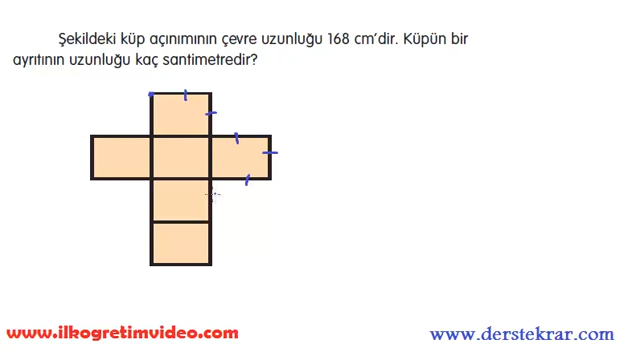 Şekildeki küp açınımının çevre uzunluğu 168 cm'dir. Küpün bir
ayrıtının uzunluğu kaç santimetredir?
www.ilkogretimvideo.com
www.derstekrar.com